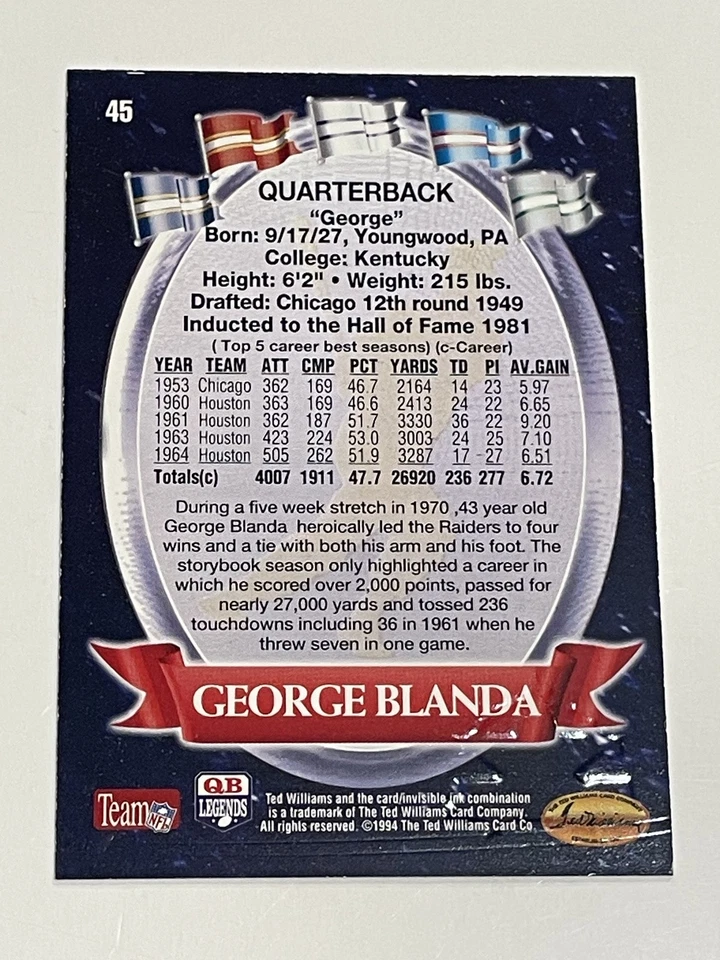 45
QUARTERBACK
“George”
Born: 9/17/27, Youngwood, PA
College: Kentucky
Height: 6'2" • Weight: 215 lbs.
Drafted: Chicago 12th round 1949
Inducted to the Hall of Fame 1981
( Top 5 career best seasons) (c-Career)
YEAR TEAM ATT CMP PCT YARDS TD PI AV.GAIN
1953 Chicago 362 169 46.7 2164 14 23 5.97
1960 Houston 363 169 46.6 2413 24 22 6.65
1961 Houston 362 187 51.7 3330 36 22 9.20
1963 Houston 423 224 53.0 3003 24 25 7.10
1964 Houston 505 262 51.9 3287 17 27 6.51
Totals(c) 4007 1911 47.7 26920 236 277 6.72
During a five week stretch in 1970 ,43 year old
George Blanda heroically led the Raiders to four
wins and a tie with both his arm and his foot. The
storybook season only highlighted a career in
which he scored over 2,000 points, passed for
nearly 27,000 yards and tossed 236
touchdowns including 36 in 1961 when he
threw seven in one game.
GEORGE BLANDA
Team NFL
QB
LEGENDS
Ted Williams and the card/invisible ink combination
is a trademark of The Ted Williams Card Company.
All rights reserved. ©1994 The Ted Williams Card Co.
THE TED WILLIAMS CARD COMPANY
Ted Williams